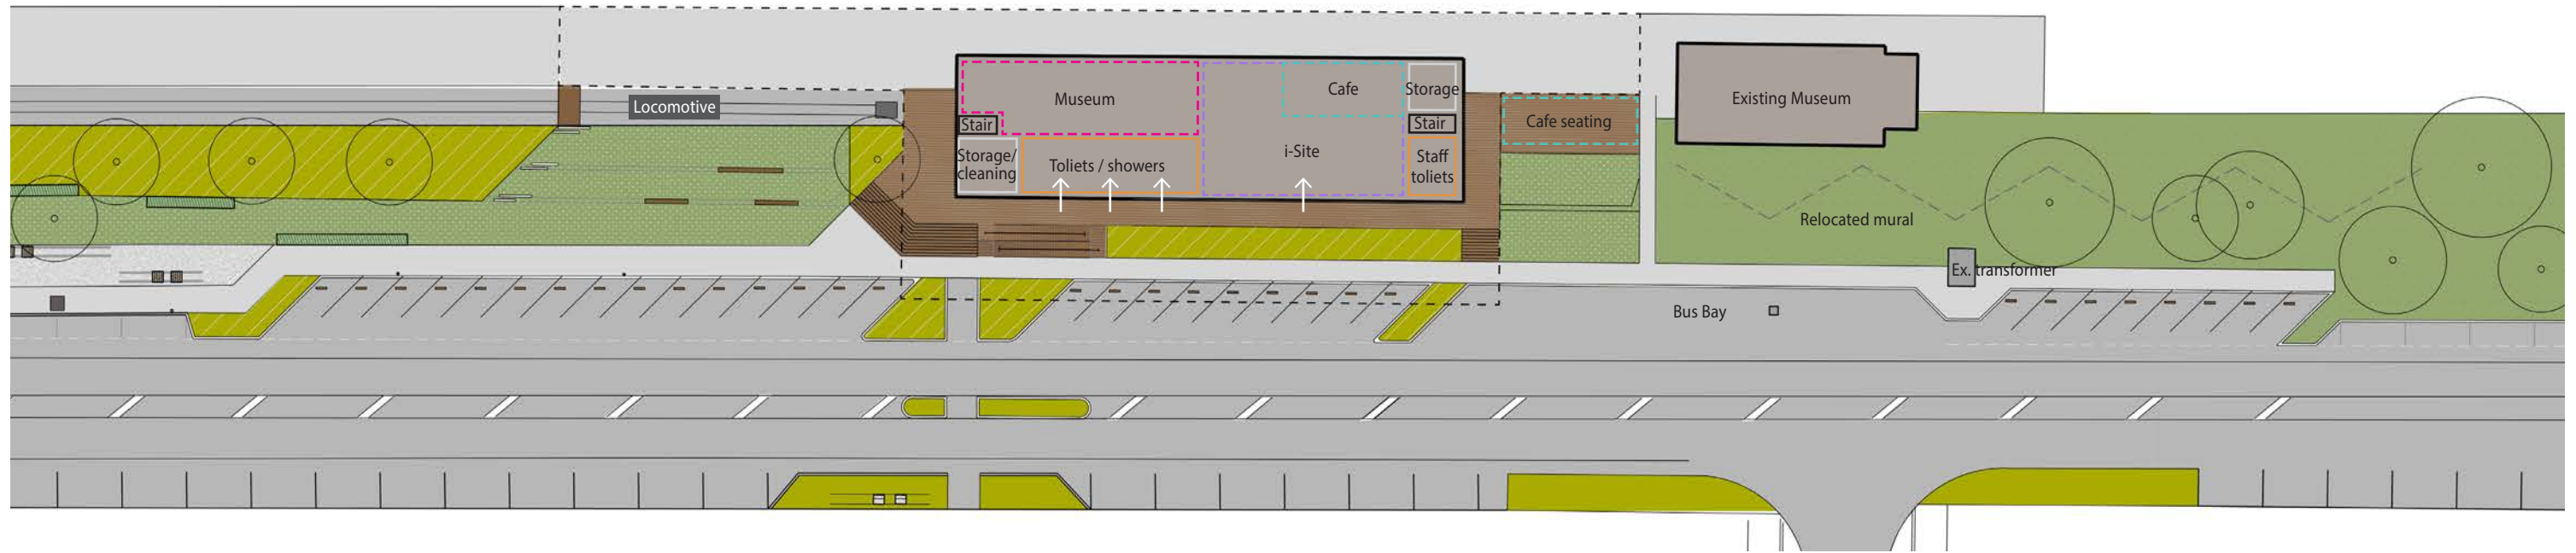 Locomotive
Museum
Cafe
Storage
Stair
Stair
Storage/
cleaning
Toliets / showers
i-Site
Staff
toliets
Cafe seating
Existing Museum
Relocated mural
Ex. transformer
Bus Bay